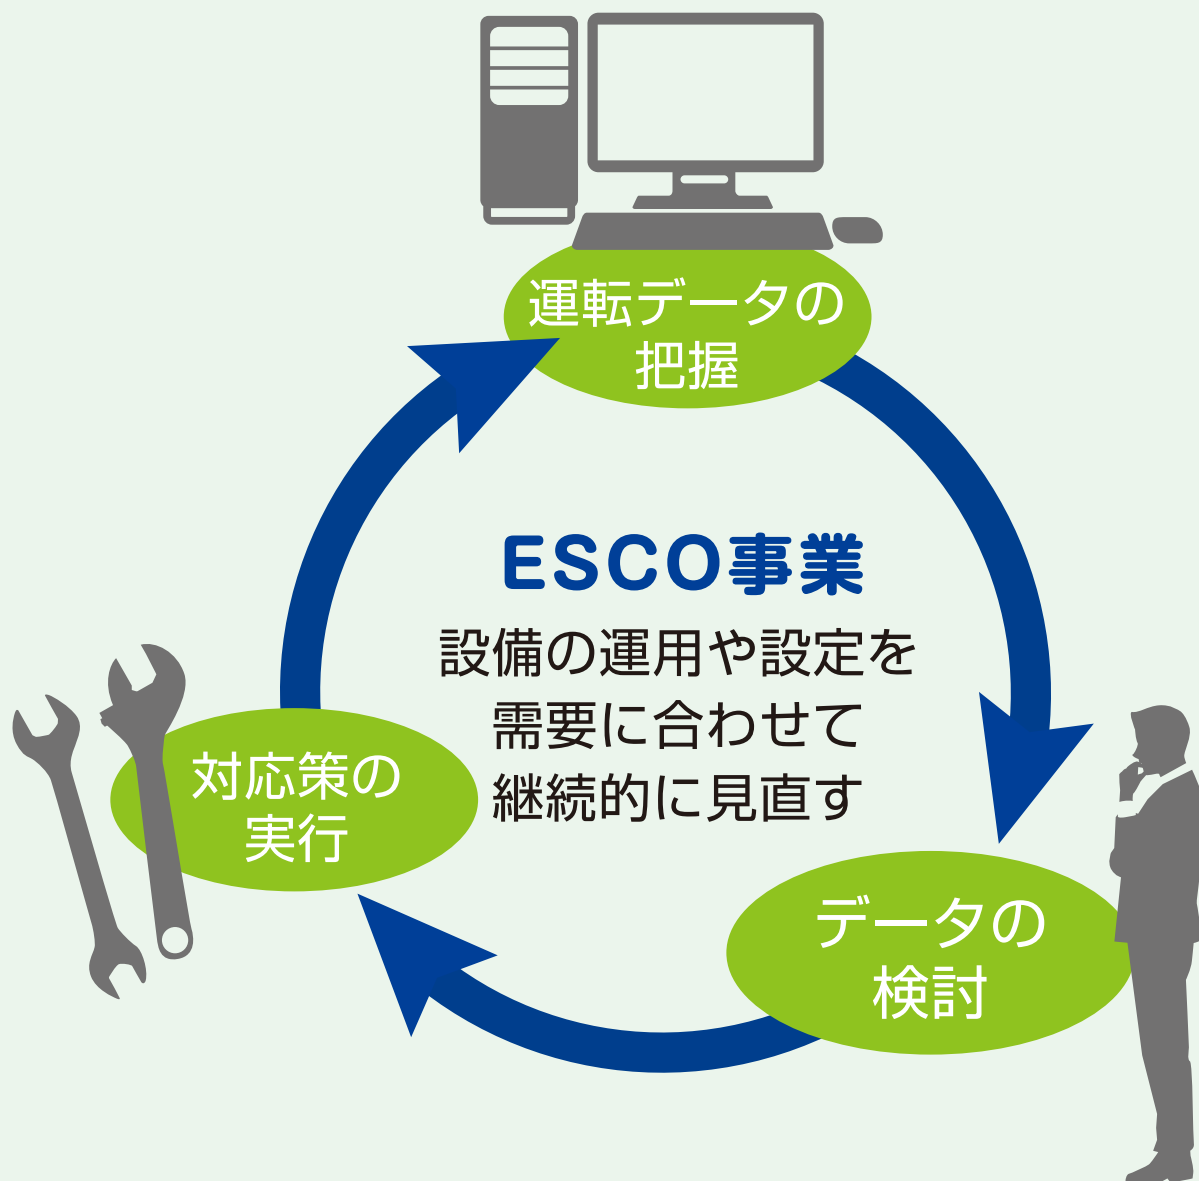 運転データの
把握
ESCO事業
設備の運用や設定を
需要に合わせて
継続的に見直す
対応策の
実行
データの
検討